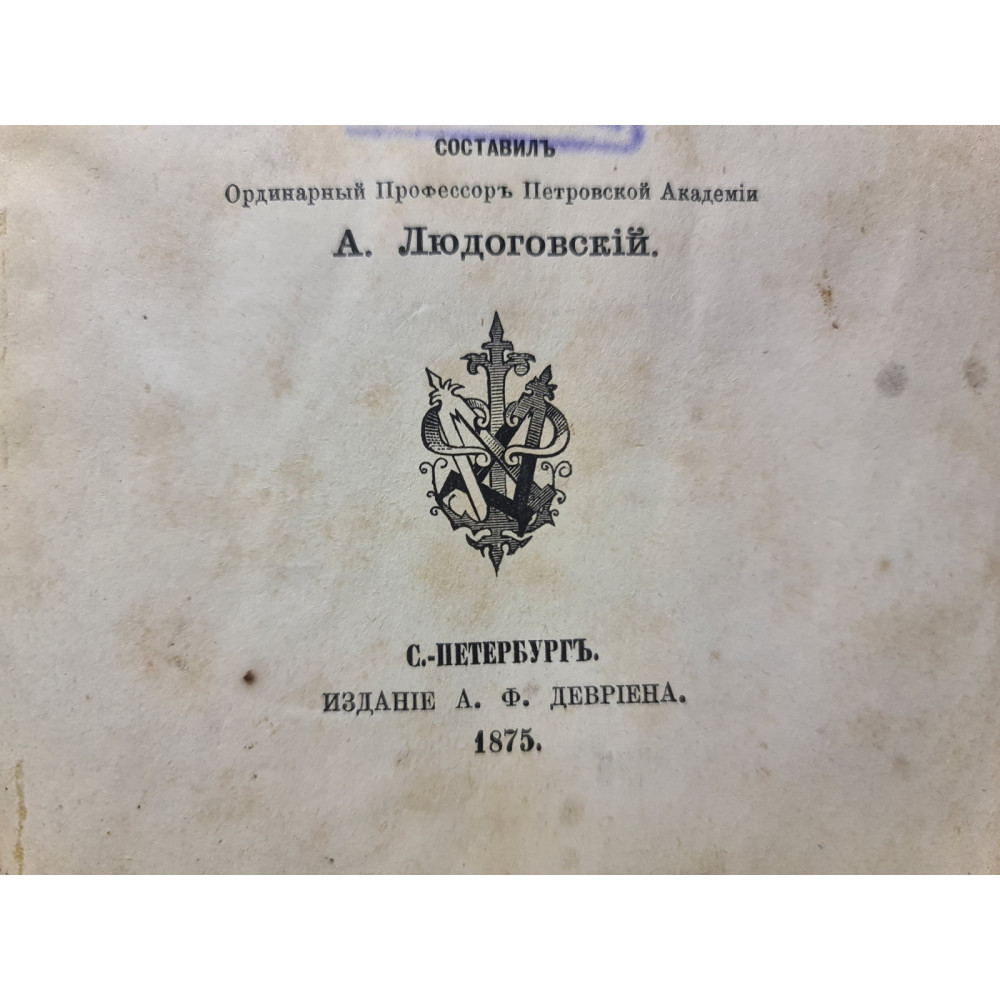 СОСТАВИЛЪ
Ординарный Профессоръ Петровской Академіи
А. Людоговскій.
С.-ПЕТЕРБУРГЪ.
ИЗДАНІЕ А. Ф. ДЕВРІЕНА.
1875.